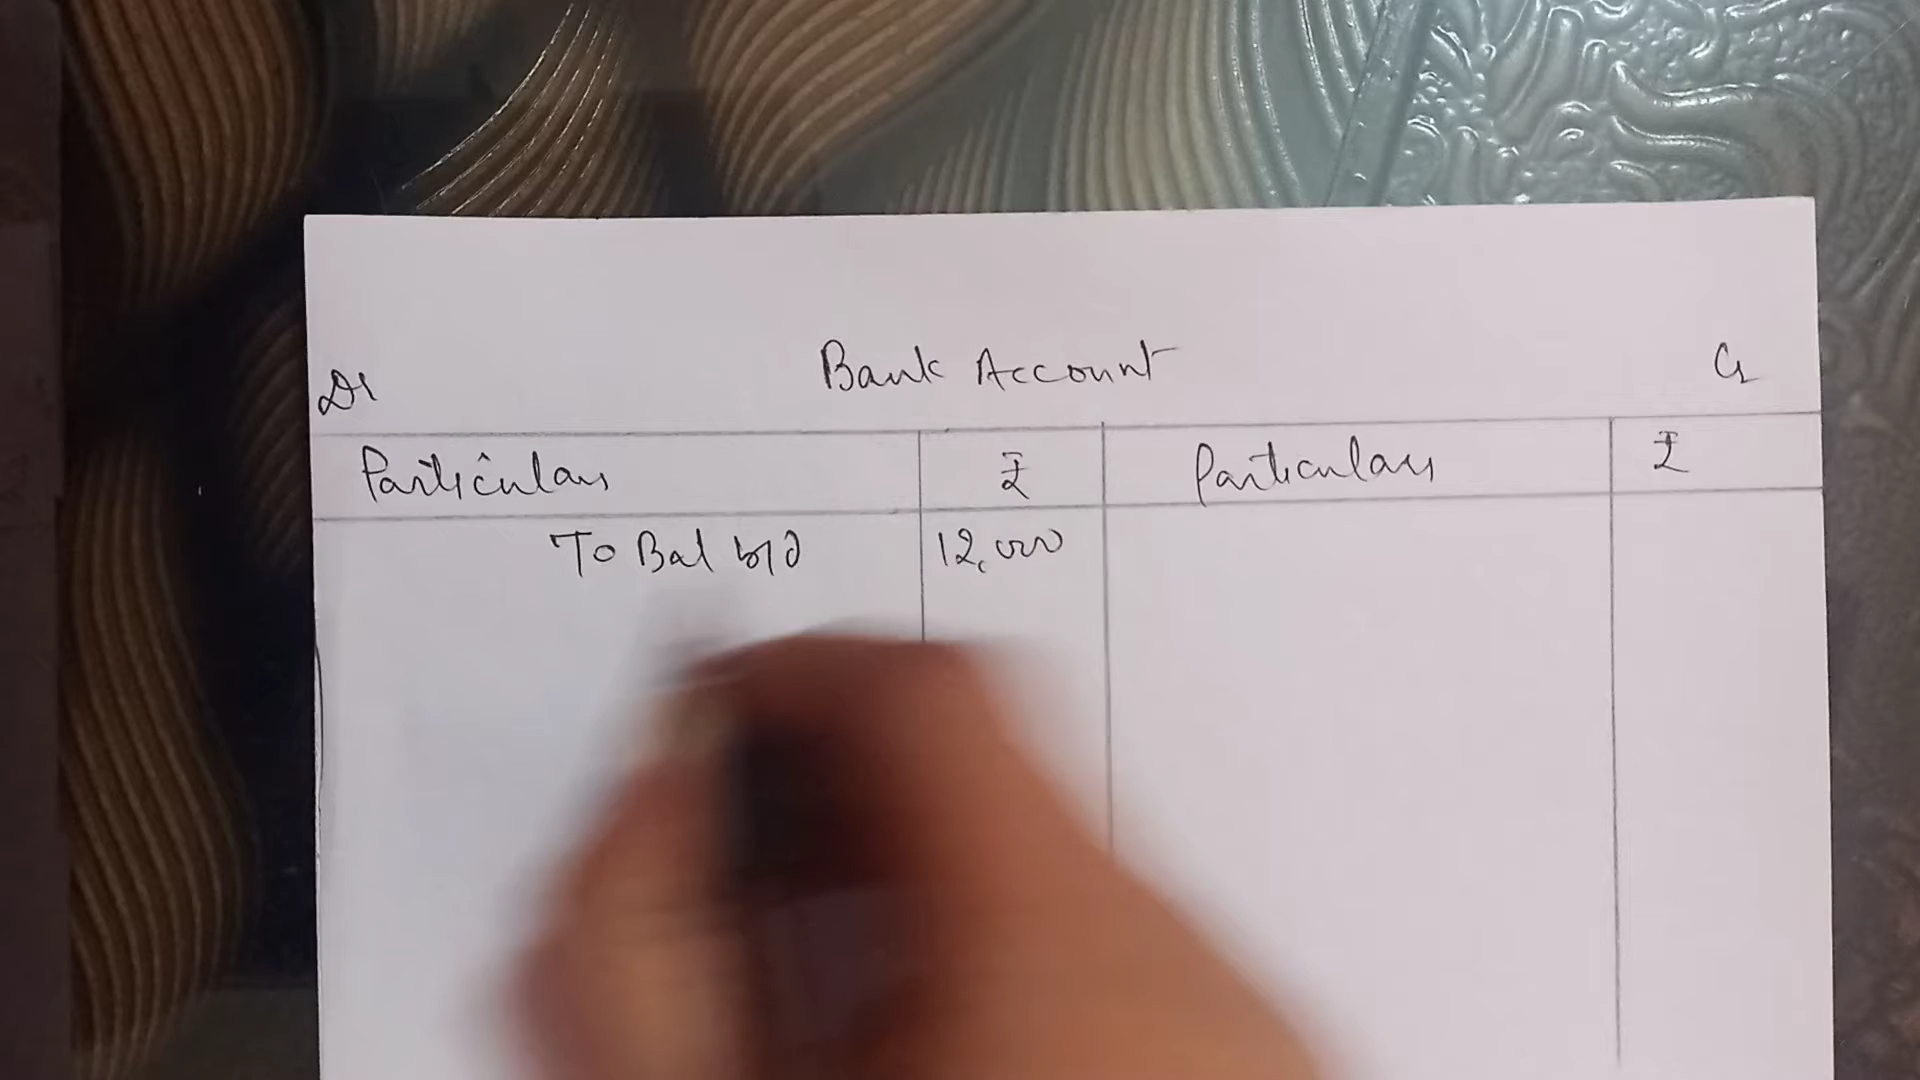 Bank Account
Dr Cr
Particulars ₹ Particulars ₹
To Bal b/d 12,000